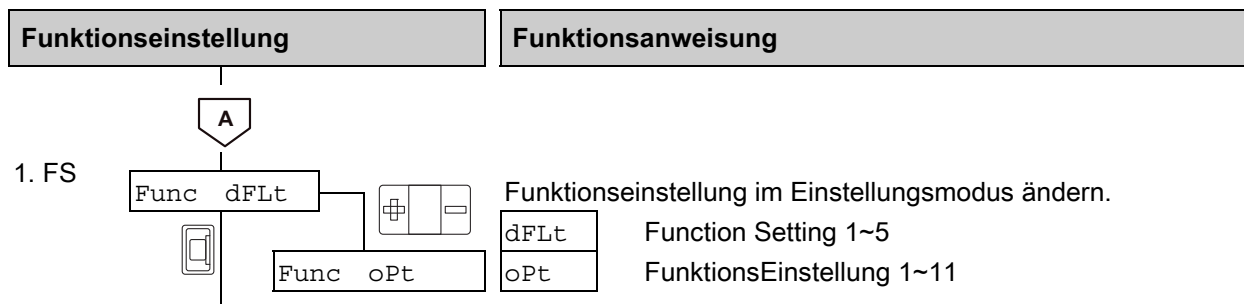 Funktionseinstellung
Funktionsanweisung
A
1. FS
Func dFLt
Funktionseinstellung im Einstellungsmodus ändern.
dFLt Function Setting 1~5
Func oPt
oPt FunktionsEinstellung 1~11